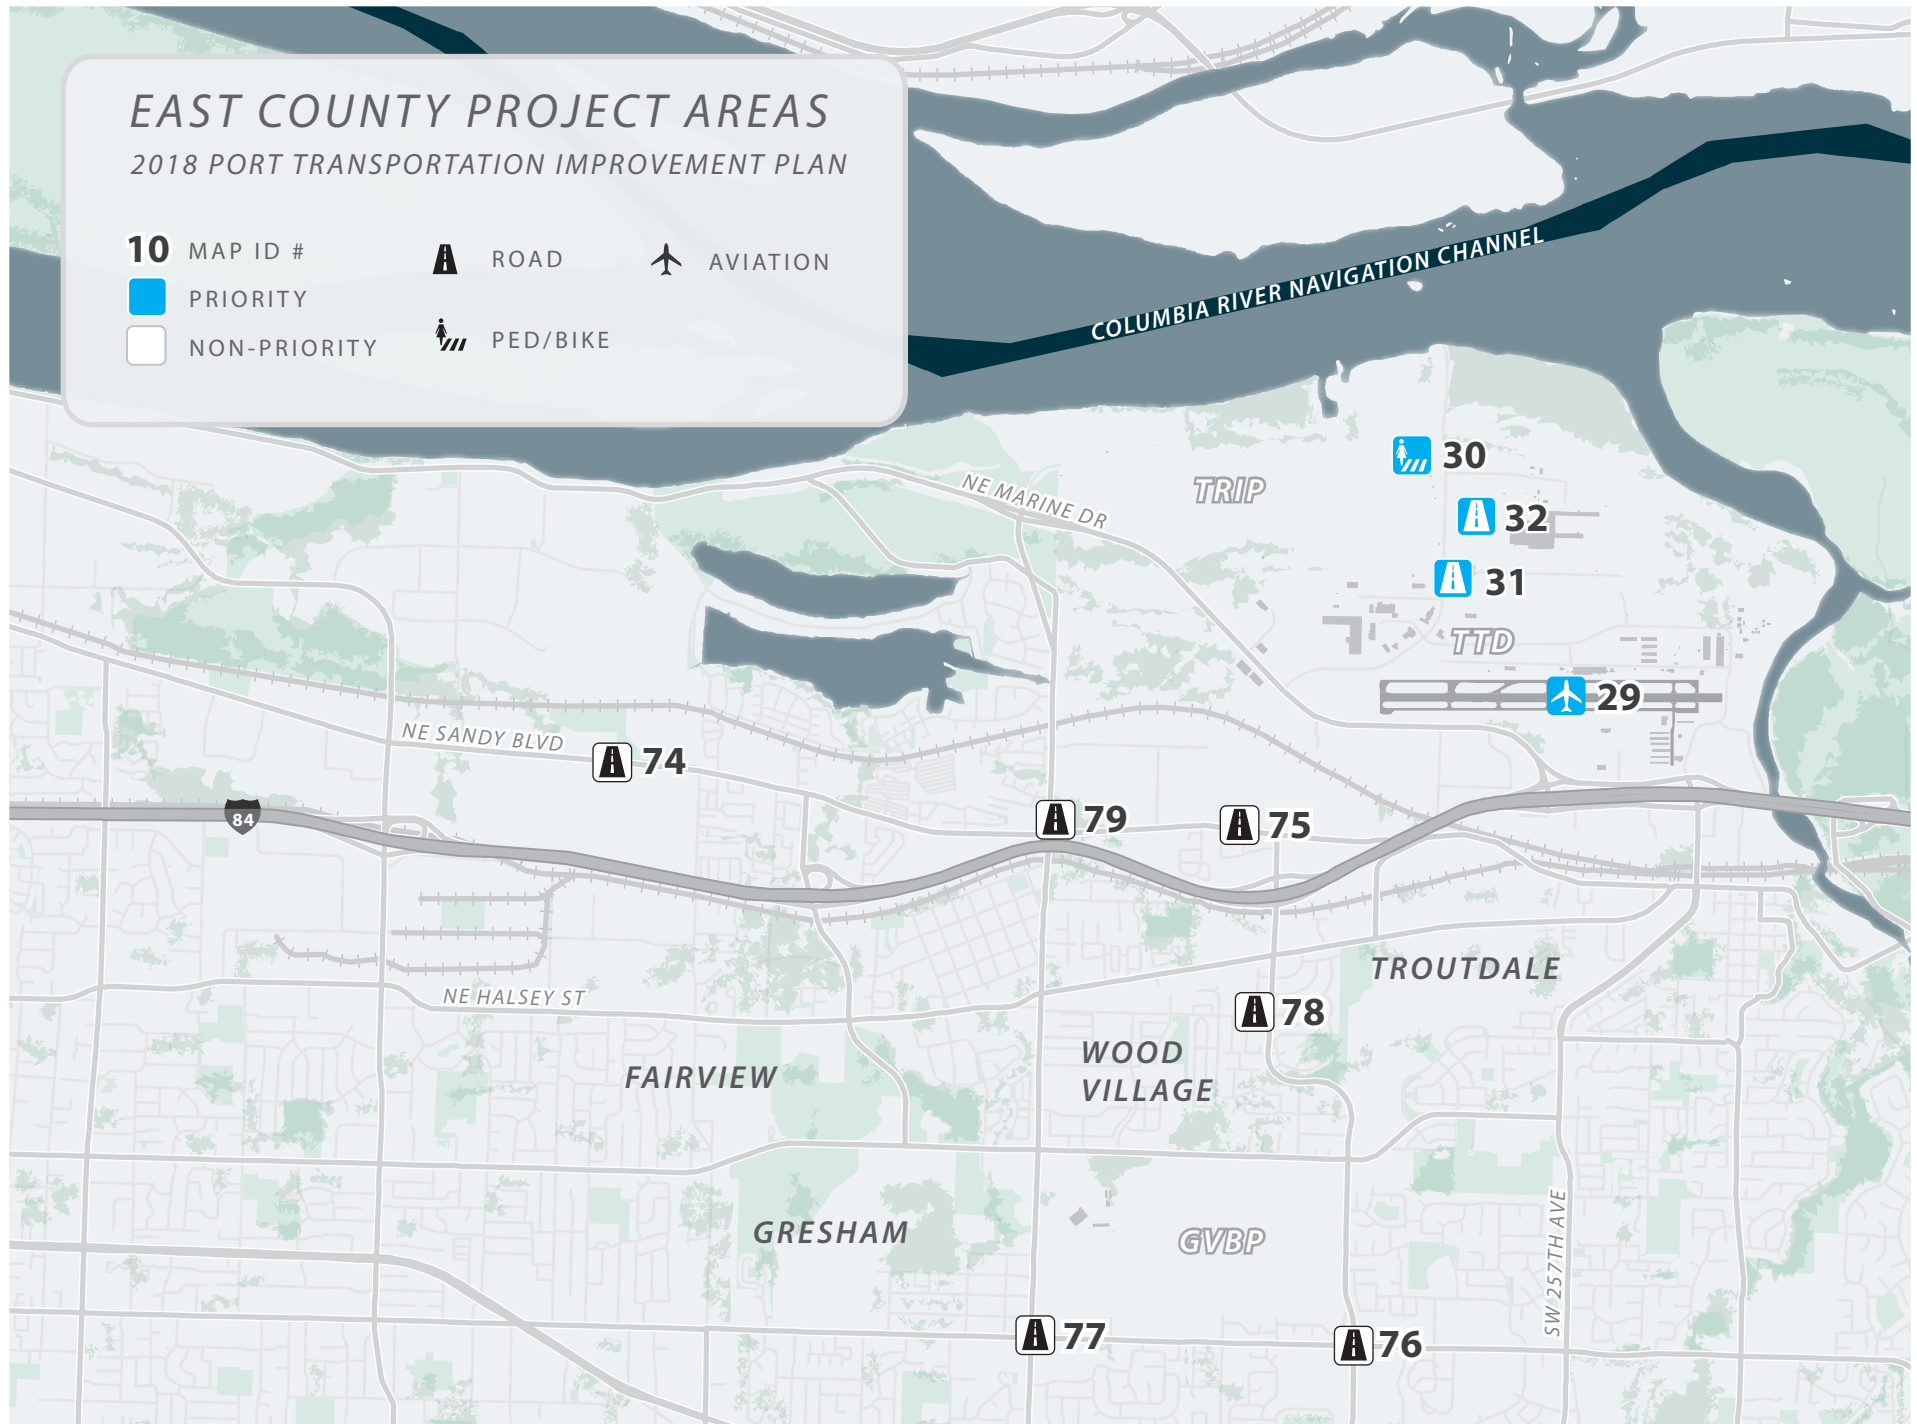 EAST COUNTY PROJECT AREAS
2018 PORT TRANSPORTATION IMPROVEMENT PLAN
10 MAP ID #
PRIORITY
NON-PRIORITY
ROAD
PED/BIKE
AVIATION
COLUMBIA RIVER NAVIGATION CHANNEL
30
TRIP
NE MARINE DR
32
31
TTD
29
NE SANDY BLVD
74
84
79
75
TROUTDALE
NE HALSEY ST
78
WOOD
VILLAGE
FAIRVIEW
GRESHAM
GVBP
SW 257TH AVE
77
76